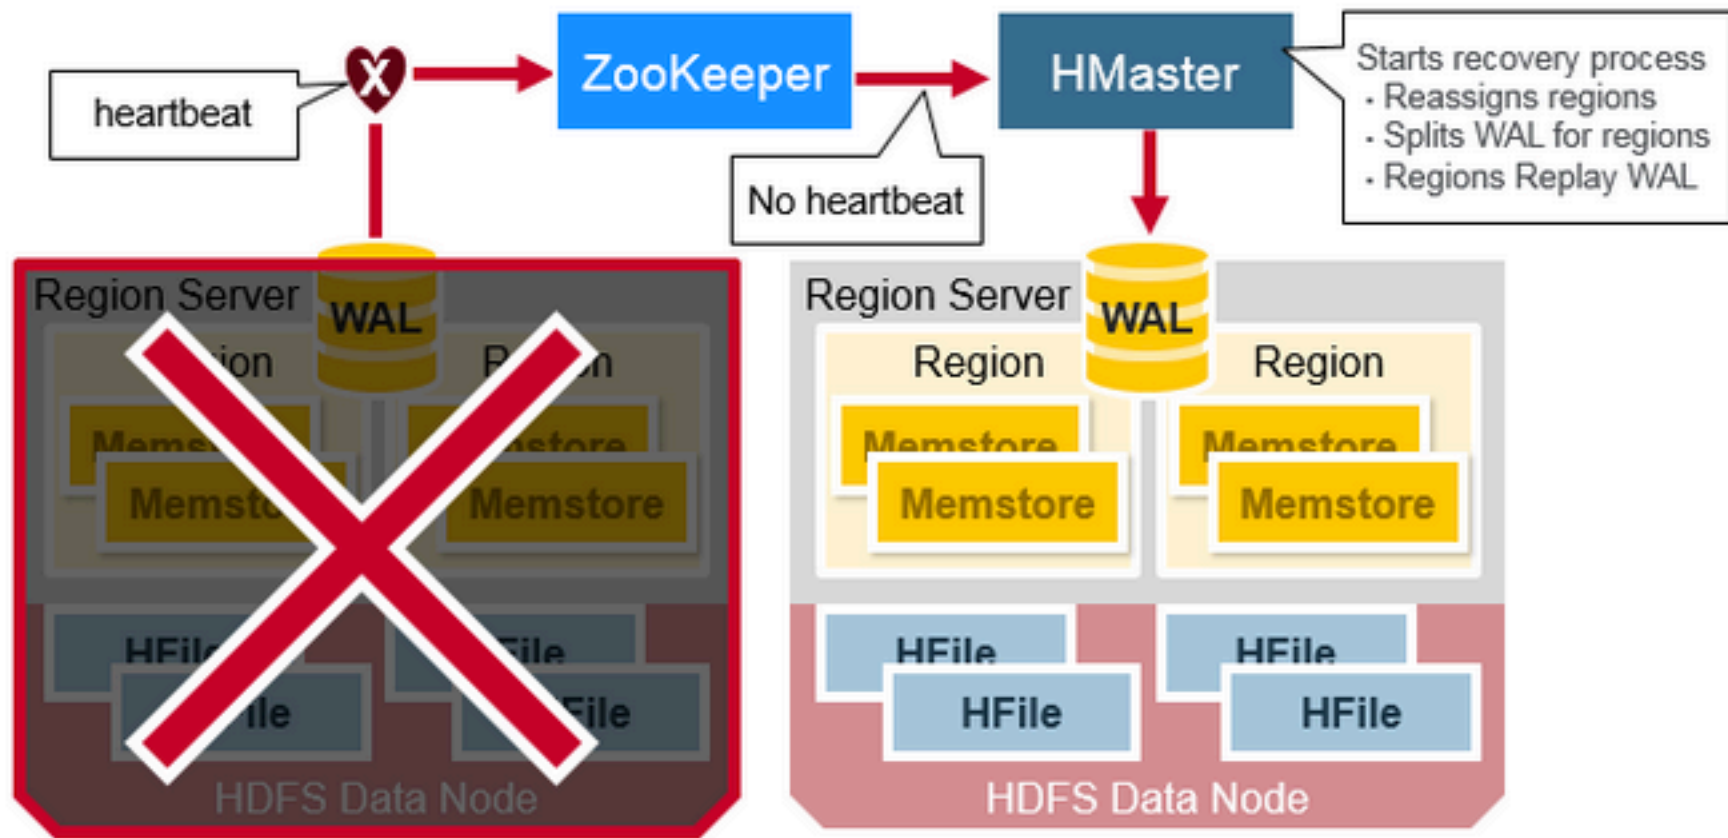 heartbeat
X
ZooKeeper
No heartbeat
HMaster
Starts recovery process
· Reassigns regions
· Splits WAL for regions
· Regions Replay WAL
Region Server
WAL
Memstore
Memstore
HFile
HDFS Data Node
Region Server
WAL
Region
Region
Memstore
Memstore
Memstore
Memstore
HFile
HFile
HFile
HFile
HDFS Data Node